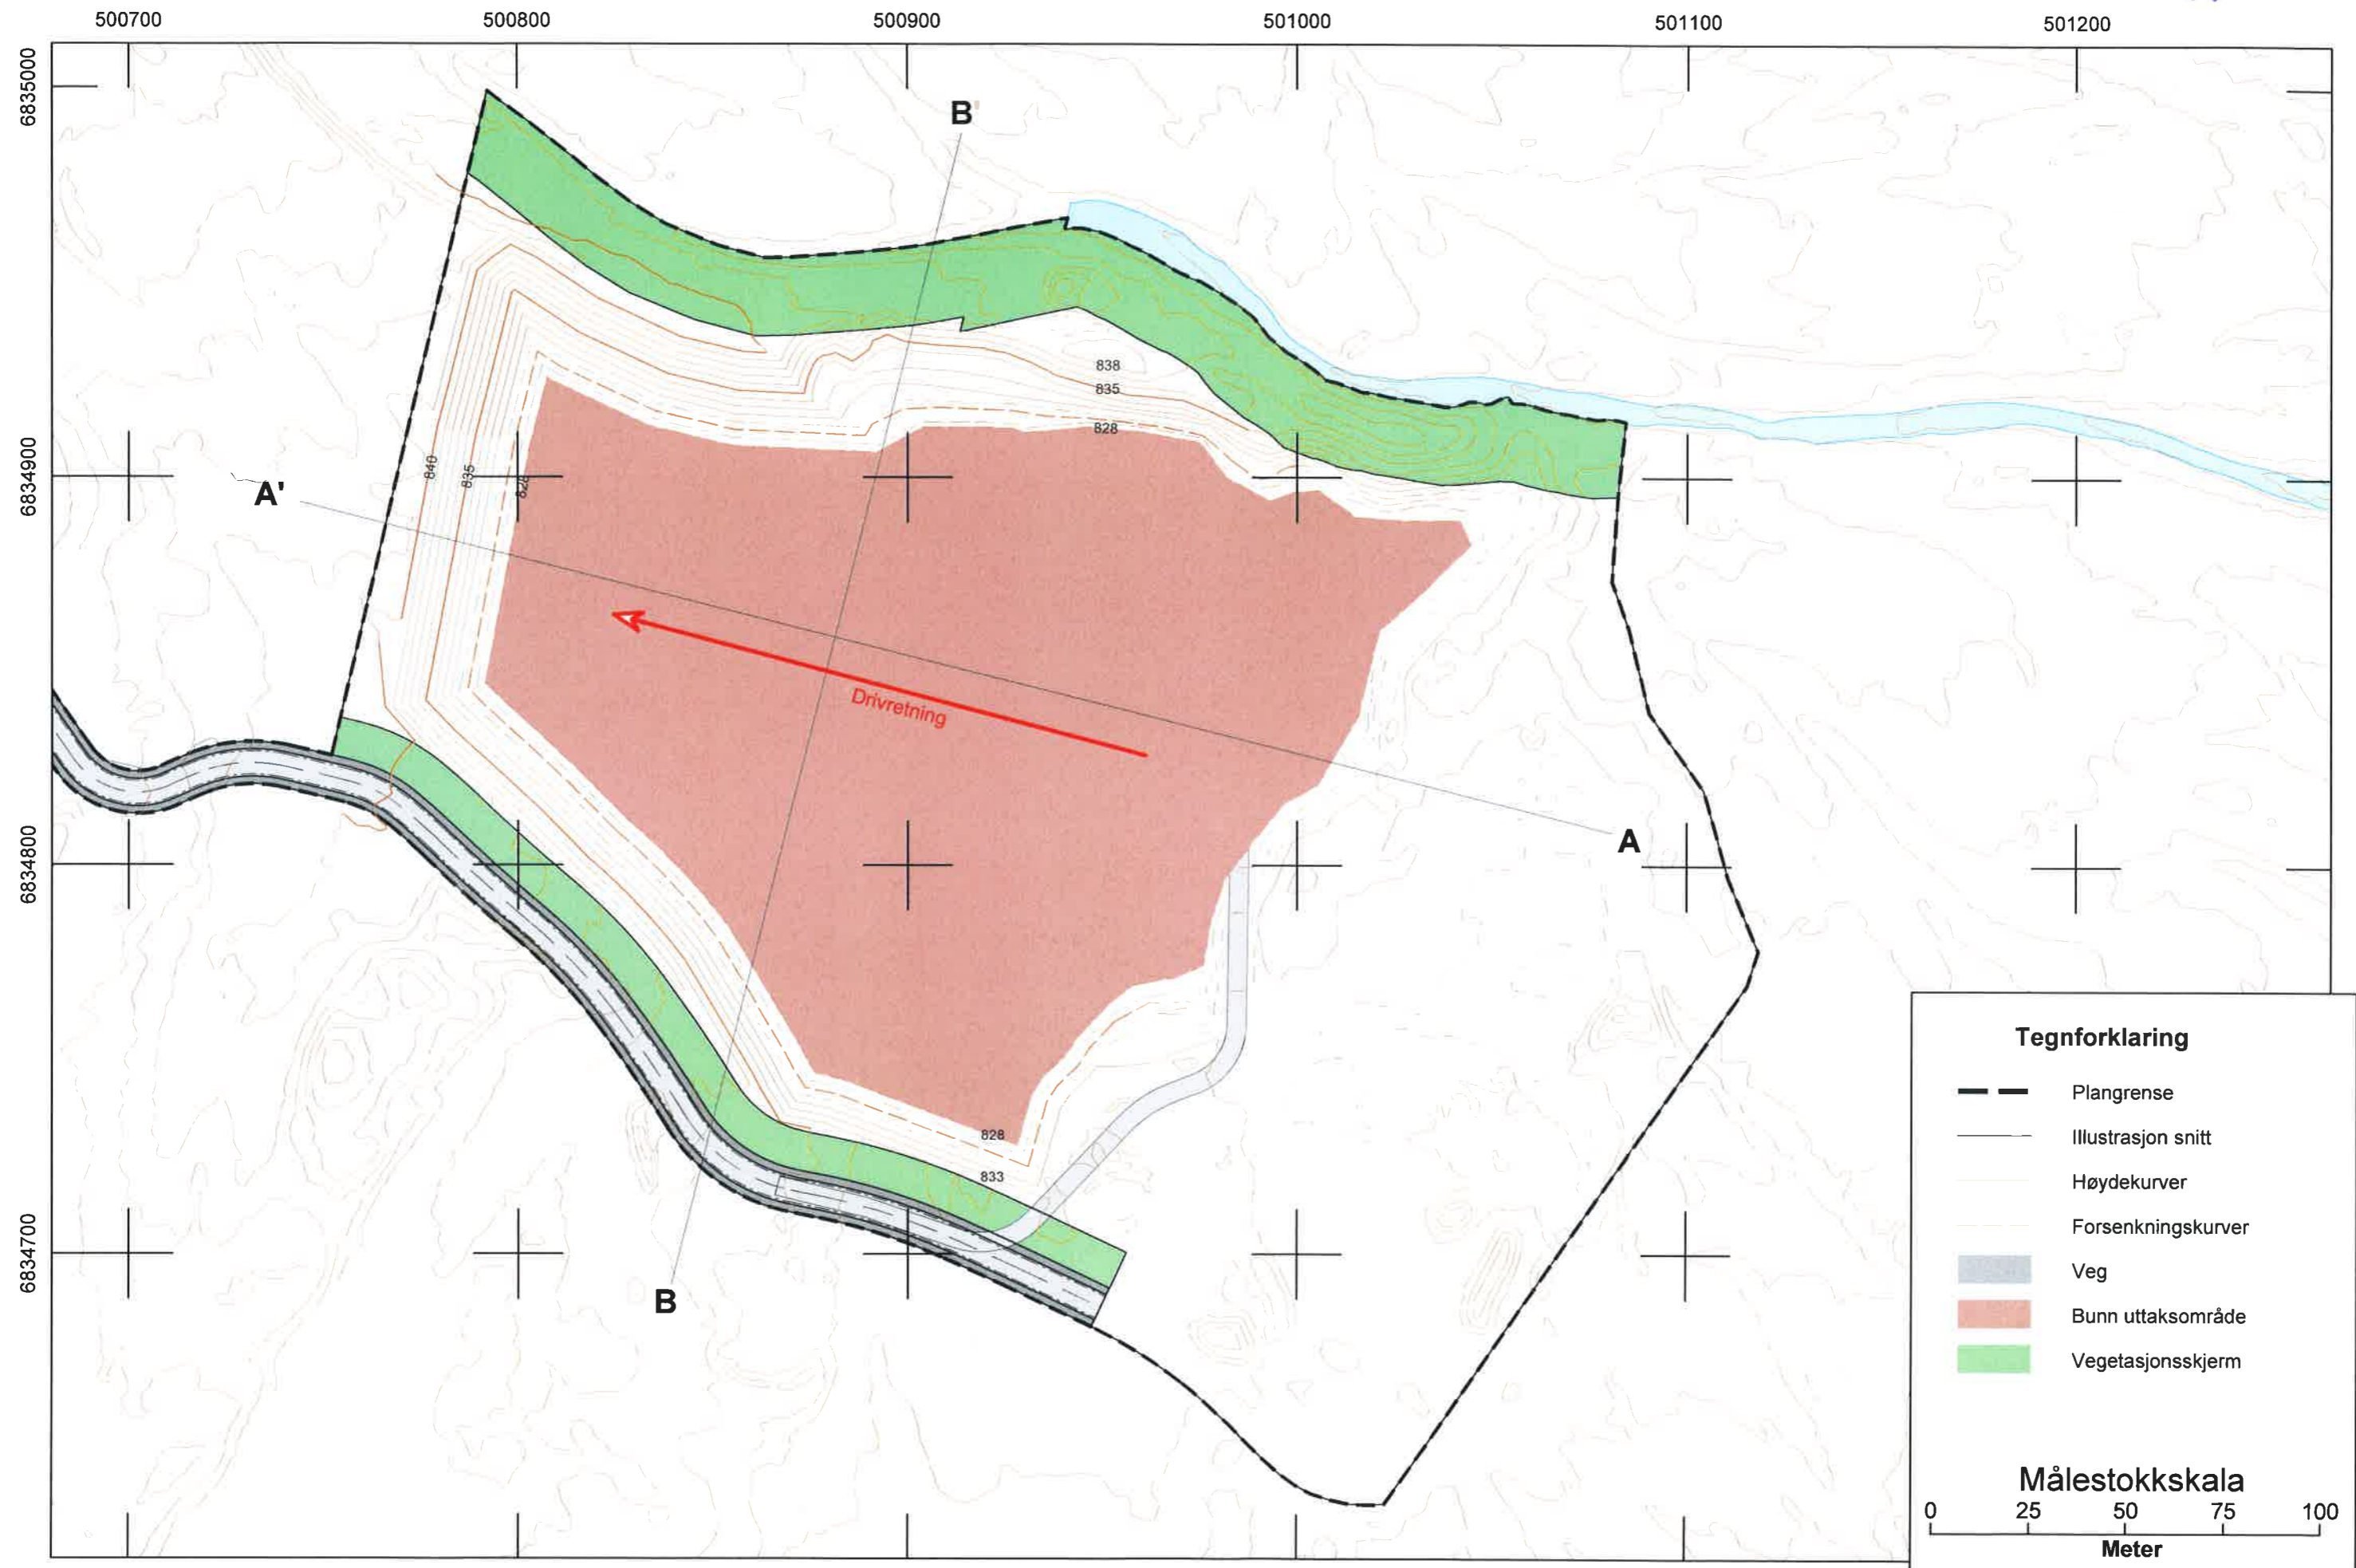 500700 500800 500900 501000 501100 501200
6835000
6834900
6834800
6834700
B'
838
835
828
840
835
828
A'
Drivretning
A
828
833
B
Tegnforklaring
Plangrense
Illustrasjon snitt
Høydekurver
Forsenkningskurver
Veg
Bunn uttaksområde
Vegetasjonsskjerm
Målestokkskala
0 25 50 75 100
Meter